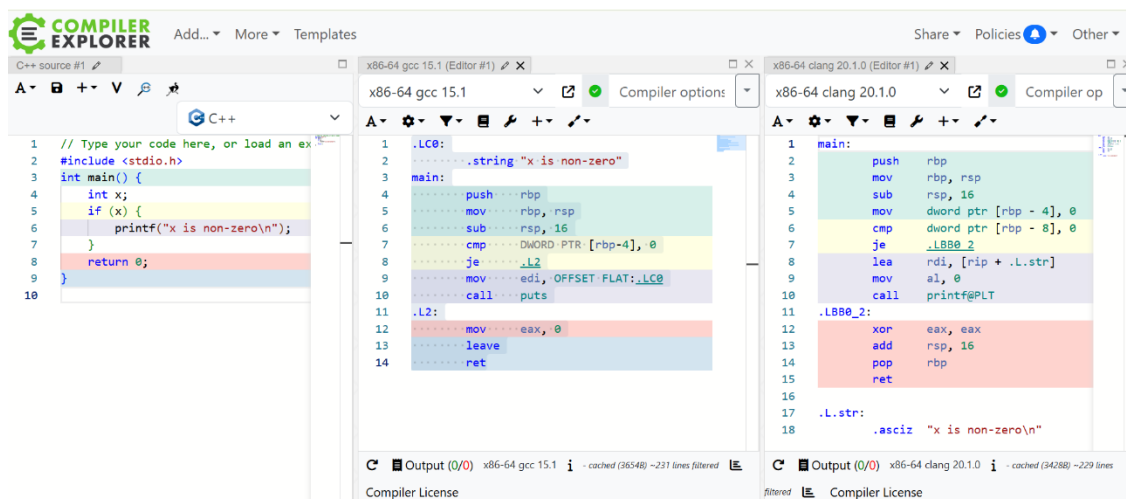 COMPILER
EXPLORER
Add... More Templates
Share Policies Other
C++ source #1
A
C++
1 // Type your code here, or load an ex
2 #include <stdio.h>
3 int main() {
4 int x;
5 if (x) {
6 printf("x is non-zero\n");
7 }
8 return 0;
9 }
10
x86-64 gcc 15.1 (Editor #1)
x86-64 gcc 15.1
Compiler options
A
1 .LC0:
2 .string "x is non-zero"
3 main:
4 push rbp
5 mov rbp, rsp
6 sub rsp, 16
7 cmp DWORD PTR [rbp-4], 0
8 je .L2
9 mov edi, OFFSET FLAT:.LC0
10 call puts
11 .L2:
12 mov eax, 0
13 leave
14 ret
Output (0/0) x86-64 gcc 15.1 i - cached (3654B) ~231 lines filtered
Compiler License
x86-64 clang 20.1.0 (Editor #1)
x86-64 clang 20.1.0
Compiler op
A
1 main:
2 push rbp
3 mov rbp, rsp
4 sub rsp, 16
5 mov dword ptr [rbp - 4], 0
6 cmp dword ptr [rbp - 8], 0
7 je .LBB0_2
8 lea rdi, [rip + .L.str]
9 mov al, 0
10 call printf@PLT
11 .LBB0_2:
12 xor eax, eax
13 add rsp, 16
14 pop rbp
15 ret
16
17 .L.str:
18 .asciz "x is non-zero\n"
Output (0/0) x86-64 clang 20.1.0 i - cached (3428B) ~229 lines
filtered Compiler License